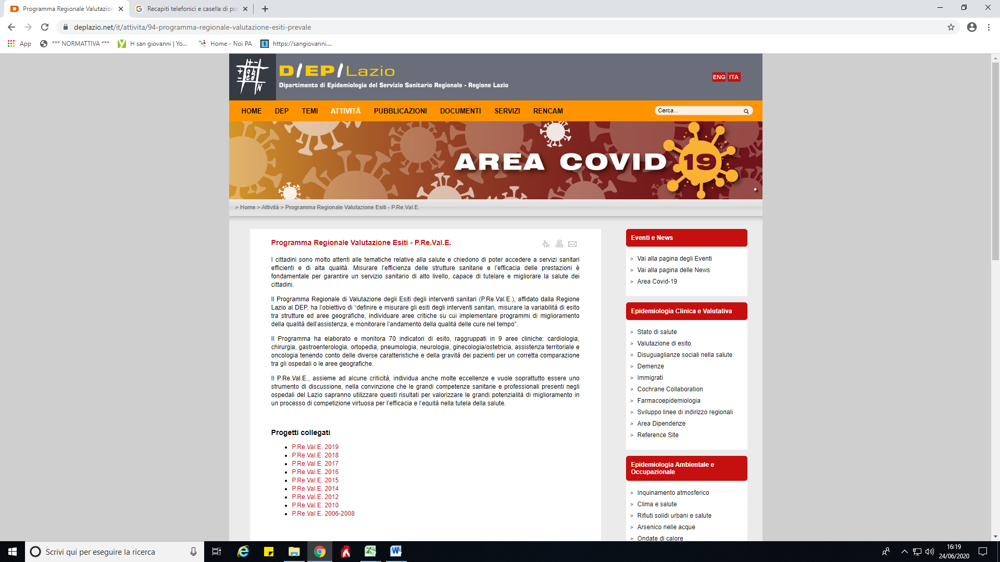 Programma Regionale Valutazion
Recapiti telefonici e casella di pos
deplazio.net/it/attivita/94-programma-regionale-valutazione-esiti-prevale
App
*** NORMATTIVA ***
H san giovanni | Yo...
Home - Noi PA
https://sangiovanni....
D/EP/Lazio
Dipartimento di Epidemiologia del Servizio Sanitario Regionale - Regione Lazio
ENG ITA
HOME DEP TEMI ATTIVITÀ PUBBLICAZIONI DOCUMENTI SERVIZI RENCAM
Cerca...
AREA COVID 19
> Home > Attività > Programma Regionale Valutazione Esiti - P.Re.Val.E.
Programma Regionale Valutazione Esiti - P.Re.Val.E.
PDF
I cittadini sono molto attenti alle tematiche relative alla salute e chiedono di poter accedere a servizi sanitari
efficienti e di alta qualità. Misurare l’efficienza delle strutture sanitarie e l’efficacia delle prestazioni è
fondamentale per garantire un servizio sanitario di alto livello, capace di tutelare e migliorare la salute dei
cittadini.
Il Programma Regionale di Valutazione degli Esiti degli interventi sanitari (P.Re.Val.E.), affidato dalla Regione
Lazio al DEP, ha l’obiettivo di “definire e misurare gli esiti degli interventi sanitari, misurare la variabilità di esito
tra strutture ed aree geografiche, individuare aree critiche su cui implementare programmi di miglioramento
della qualità dell’assistenza, e monitorare l’andamento della qualità delle cure nel tempo”.
Il Programma ha elaborato e monitora 70 indicatori di esito, raggruppati in 9 aree cliniche: cardiologia,
chirurgia, gastroenterologia, ortopedia, pneumologia, neurologia, ginecologia/ostetricia, assistenza territoriale e
oncologia tenendo conto delle diverse caratteristiche e della gravità dei pazienti per un corretta comparazione
tra gli ospedali o le aree geografiche.
Il P.Re.Val.E., assieme ad alcune criticità, individua anche molte eccellenze e vuole soprattutto essere uno
strumento di discussione, nella convinzione che le grandi competenze sanitarie e professionali presenti negli
ospedali del Lazio sapranno utilizzare questi risultati per valorizzare le grandi potenzialità di miglioramento in
un processo di competizione virtuosa per l’efficacia e l’equità nella tutela della salute.
Progetti collegati
P.Re.Val.E. 2019
P.Re.Val.E. 2018
P.Re.Val.E. 2017
P.Re.Val.E. 2016
P.Re.Val.E. 2015
P.Re.Val.E. 2014
P.Re.Val.E. 2012
P.Re.Val.E. 2010
P.Re.Val.E. 2006-2008
Eventi e News
> Vai alla pagina degli Eventi
> Vai alla pagina delle News
> Area Covid-19
Epidemiologia Clinica e Valutativa
> Stato di salute
> Valutazione di esito
> Disuguaglianze sociali nella salute
> Demenze
> Immigrati
> Cochrane Collaboration
> Farmacoepidemiologia
> Sviluppo linee di indirizzo regionali
> Area Dipendenze
> Reference Site
Epidemiologia Ambientale e
Occupazionale
> Inquinamento atmosferico
> Clima e salute
> Rifiuti solidi urbani e salute
> Arsenico nelle acque
> Ondate di calore
Scrivi qui per eseguire la ricerca
16:19
24/06/2020